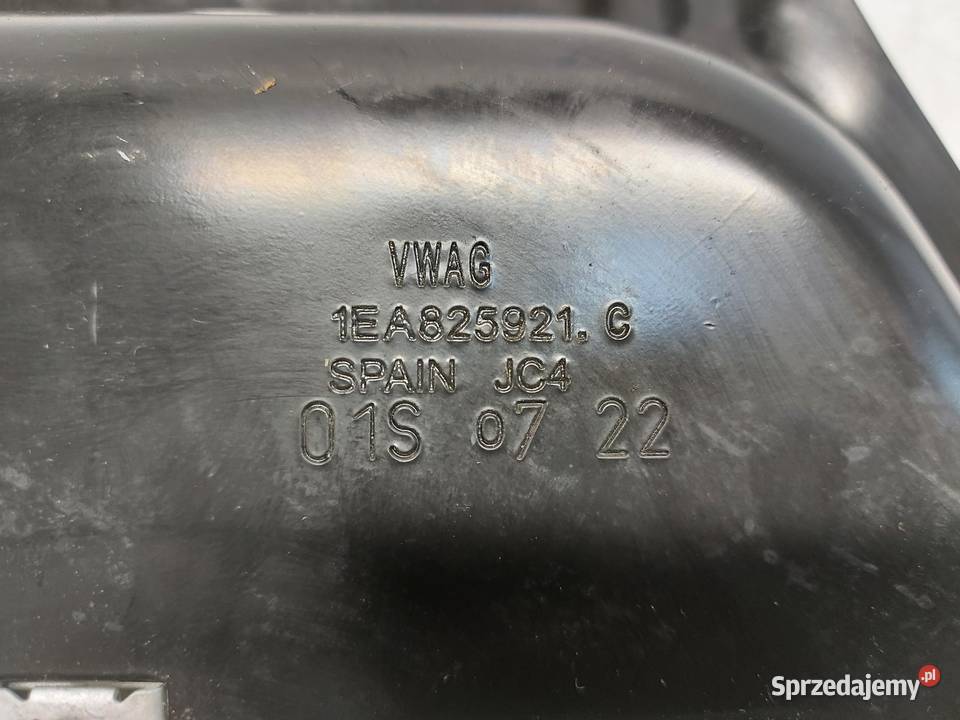 VWAG
1EA825921. C
SPAIN JC4
01S 07 22
Sprzedajemy.pl